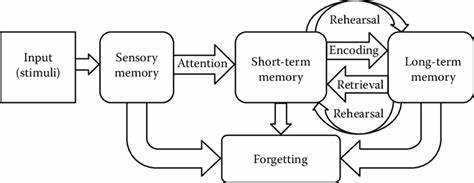 Rehearsal
Input
(stimuli)
Sensory
memory
Attention
Short-term
memory
Encoding
Retrieval
Long-term
memory
Rehearsal
Forgetting